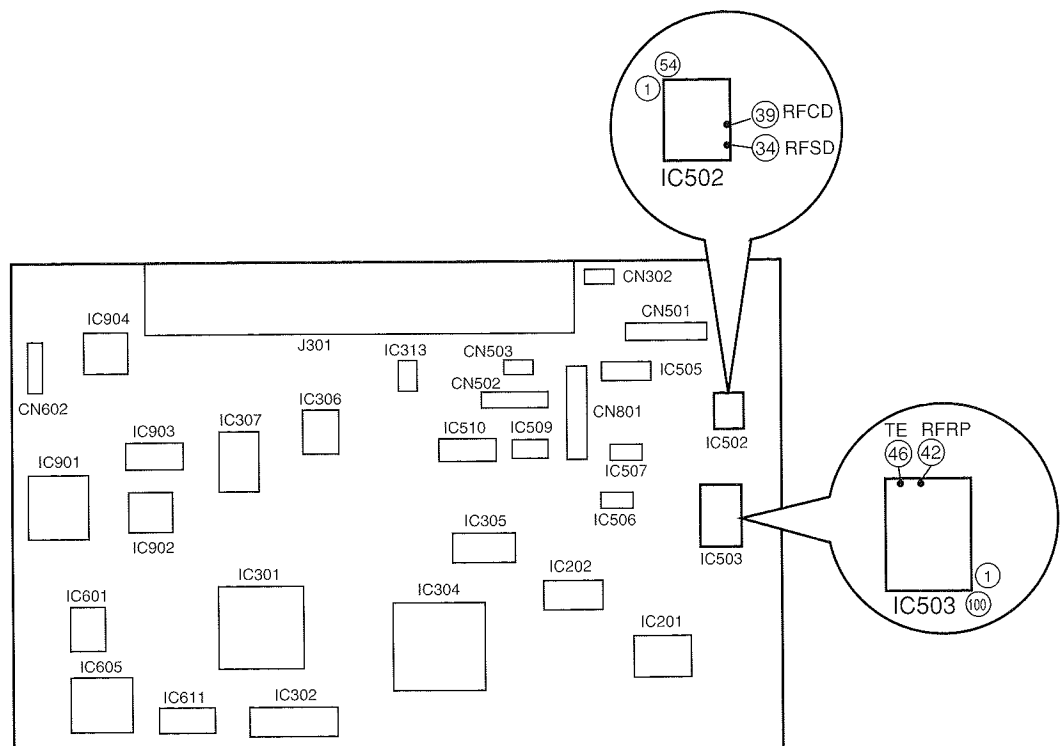 54
1
39 RFCD
34 RFSD
IC502
CN302
CN501
IC904
J301
IC313
CN503
IC505
CN602
CN502
CN801
IC306
IC307
IC903
IC510
IC509
IC502
TE RFRP
46 42
IC901
IC507
IC902
IC506
IC305
IC503
1
IC503 100
IC301
IC202
IC601
IC304
IC201
IC605
IC611
IC302